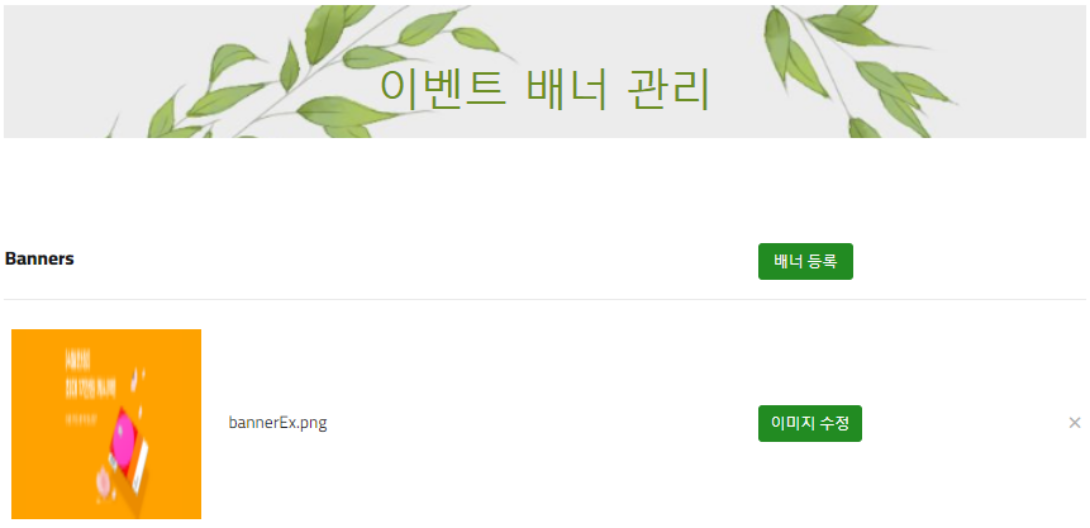 이벤트 배너 관리
Banners
배너 등록
bannerEx.png
이미지 수정
×